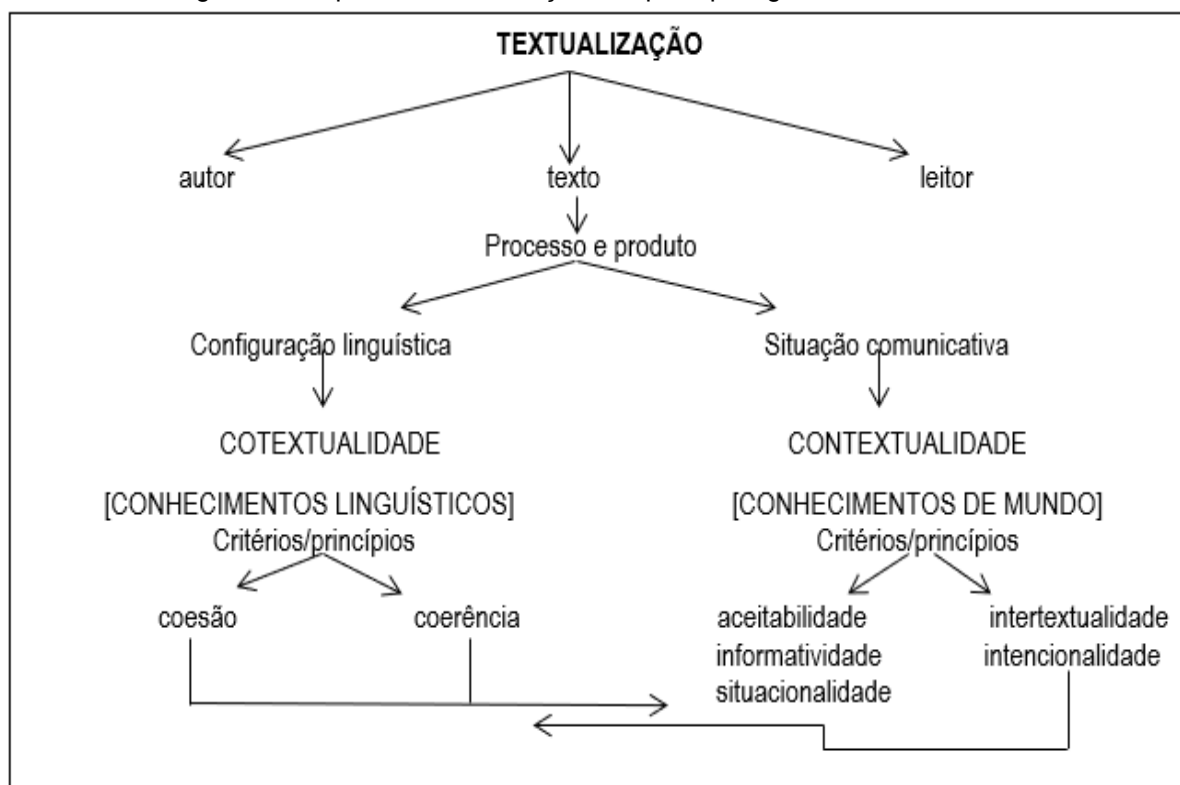 TEXTUALIZAÇÃO
autor texto leitor
Processo e produto
Configuração linguística Situação comunicativa
COTEXTUALIDADE CONTEXTUALIDADE
[CONHECIMENTOS LINGUÍSTICOS] [CONHECIMENTOS DE MUNDO]
Critérios/princípios Critérios/princípios
coesão coerência aceitabilidade intertextualidade
informatividade intencionalidade
situacionalidade